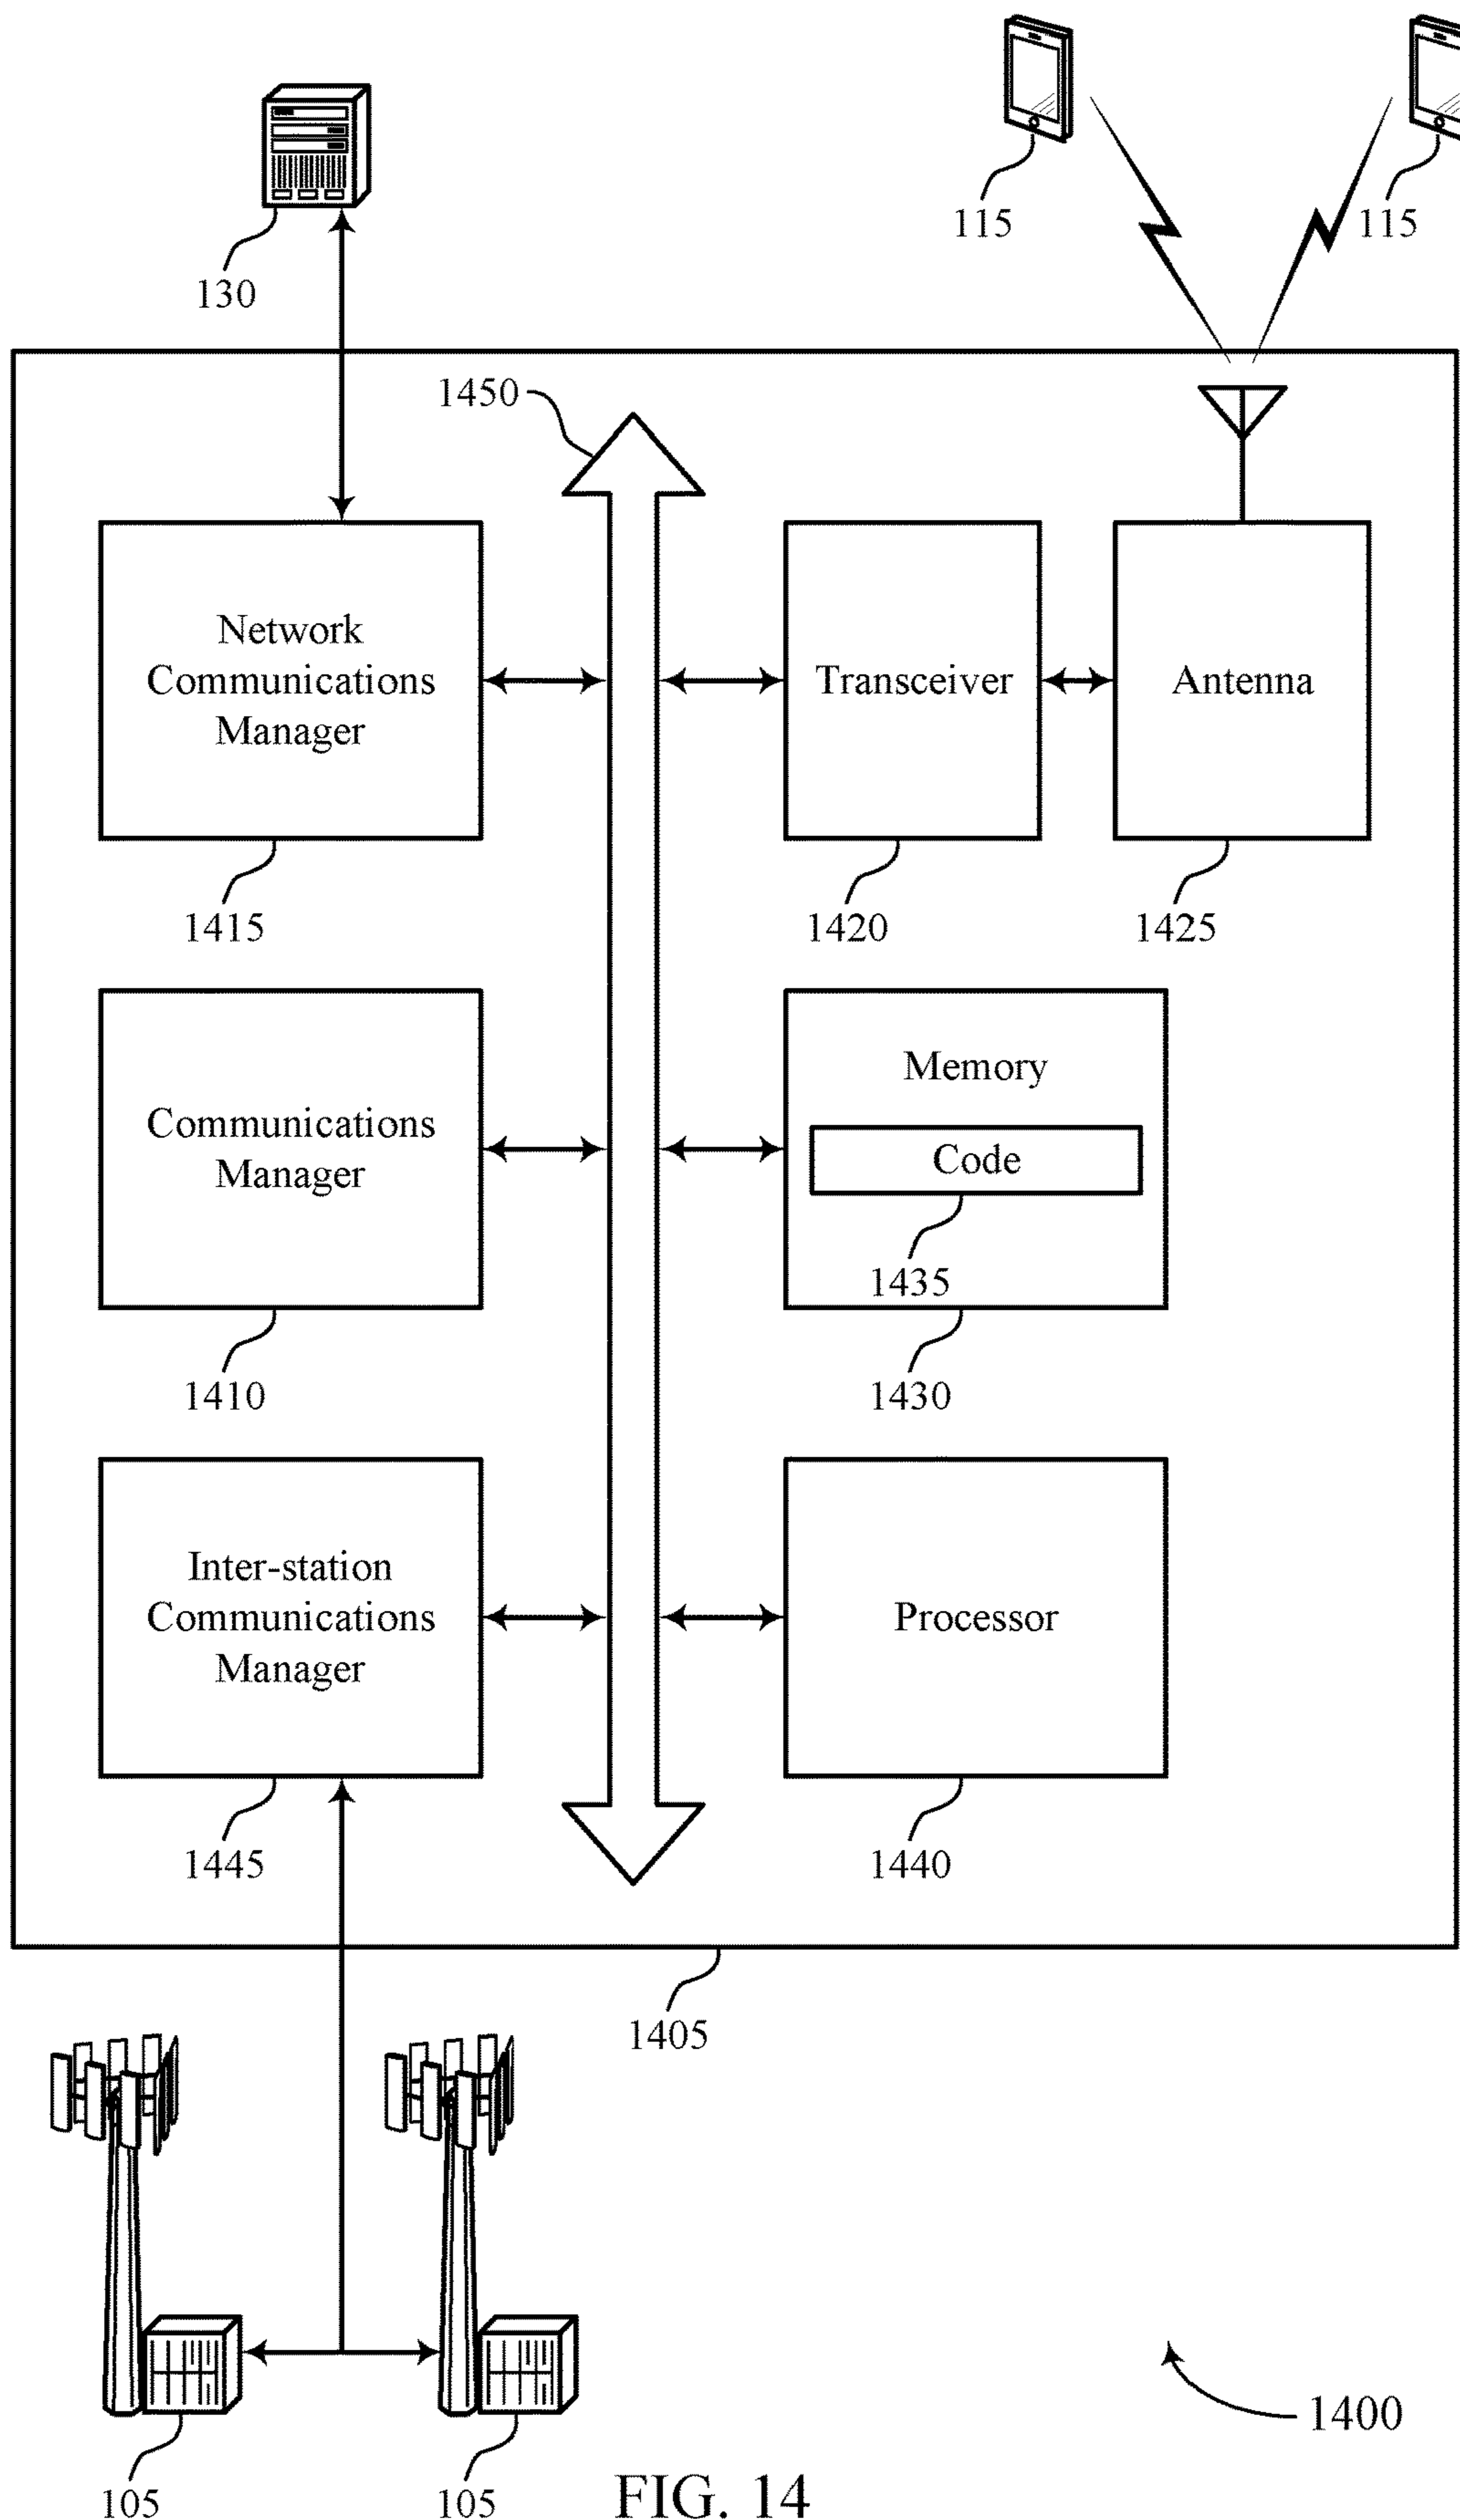 130
115
115
1450
Network
Communications
Manager
Transceiver
Antenna
1415
1420
1425
Communications
Manager
Memory
Code
1435
1410
1430
Inter-station
Communications
Manager
Processor
1445
1440
1405
1400
105
105
FIG. 14